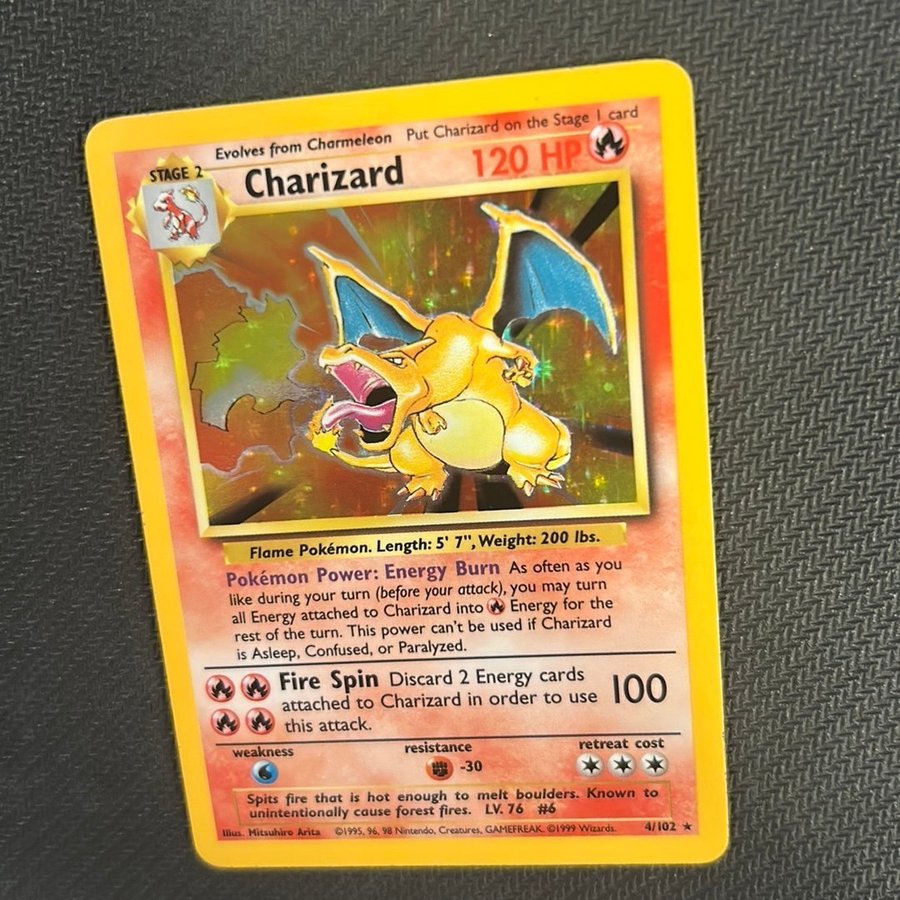 Evolves from Charmeleon Put Charizard on the Stage 1 card
STAGE 2
Charizard 120 HP
Flame Pokémon. Length: 5' 7", Weight: 200 lbs.
Pokémon Power: Energy Burn As often as you
like during your turn (before your attack), you may turn
all Energy attached to Charizard into Energy for the
rest of the turn. This power can't be used if Charizard
is Asleep, Confused, or Paralyzed.
Fire Spin Discard 2 Energy cards
attached to Charizard in order to use
this attack.
100
weakness resistance retreat cost
-30
Spits fire that is hot enough to melt boulders. Known to
unintentionally cause forest fires. LV. 76 #6
Illus. Mitsuhiro Arita ©1995, 96, 98 Nintendo, Creatures, GAMEFREAK. ©1999 Wizards. 4/102 ★